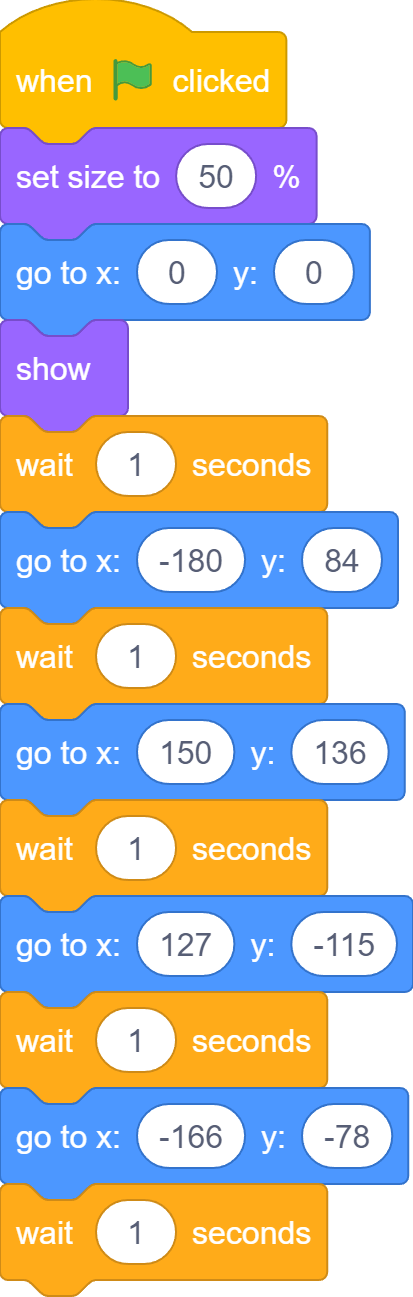 when clicked
set size to 50 %
go to x: 0 y: 0
show
wait 1 seconds
go to x: -180 y: 84
wait 1 seconds
go to x: 150 y: 136
wait 1 seconds
go to x: 127 y: -115
wait 1 seconds
go to x: -166 y: -78
wait 1 seconds